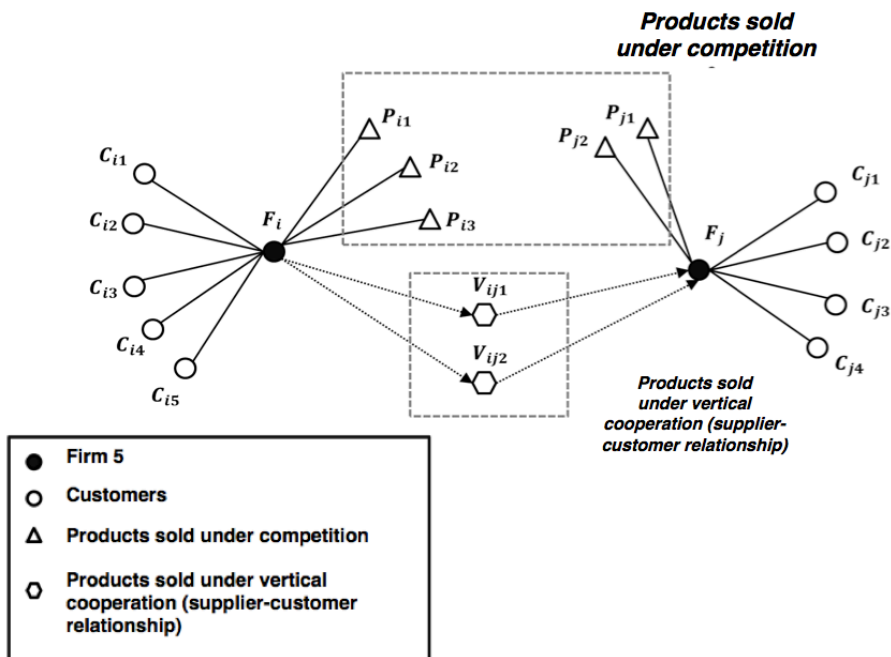 Products sold
under competition
P_{i1}
P_{j1}
P_{j2}
C_{i1}
P_{i2}
C_{j1}
C_{i2}
F_i
P_{i3}
F_j
C_{j2}
C_{i3}
V_{ij1}
C_{j3}
C_{i4}
V_{ij2}
C_{j4}
C_{i5}
Products sold
under vertical
cooperation (supplier-
customer relationship)
Firm 5
Customers
Products sold under competition
Products sold under vertical
cooperation (supplier-customer
relationship)